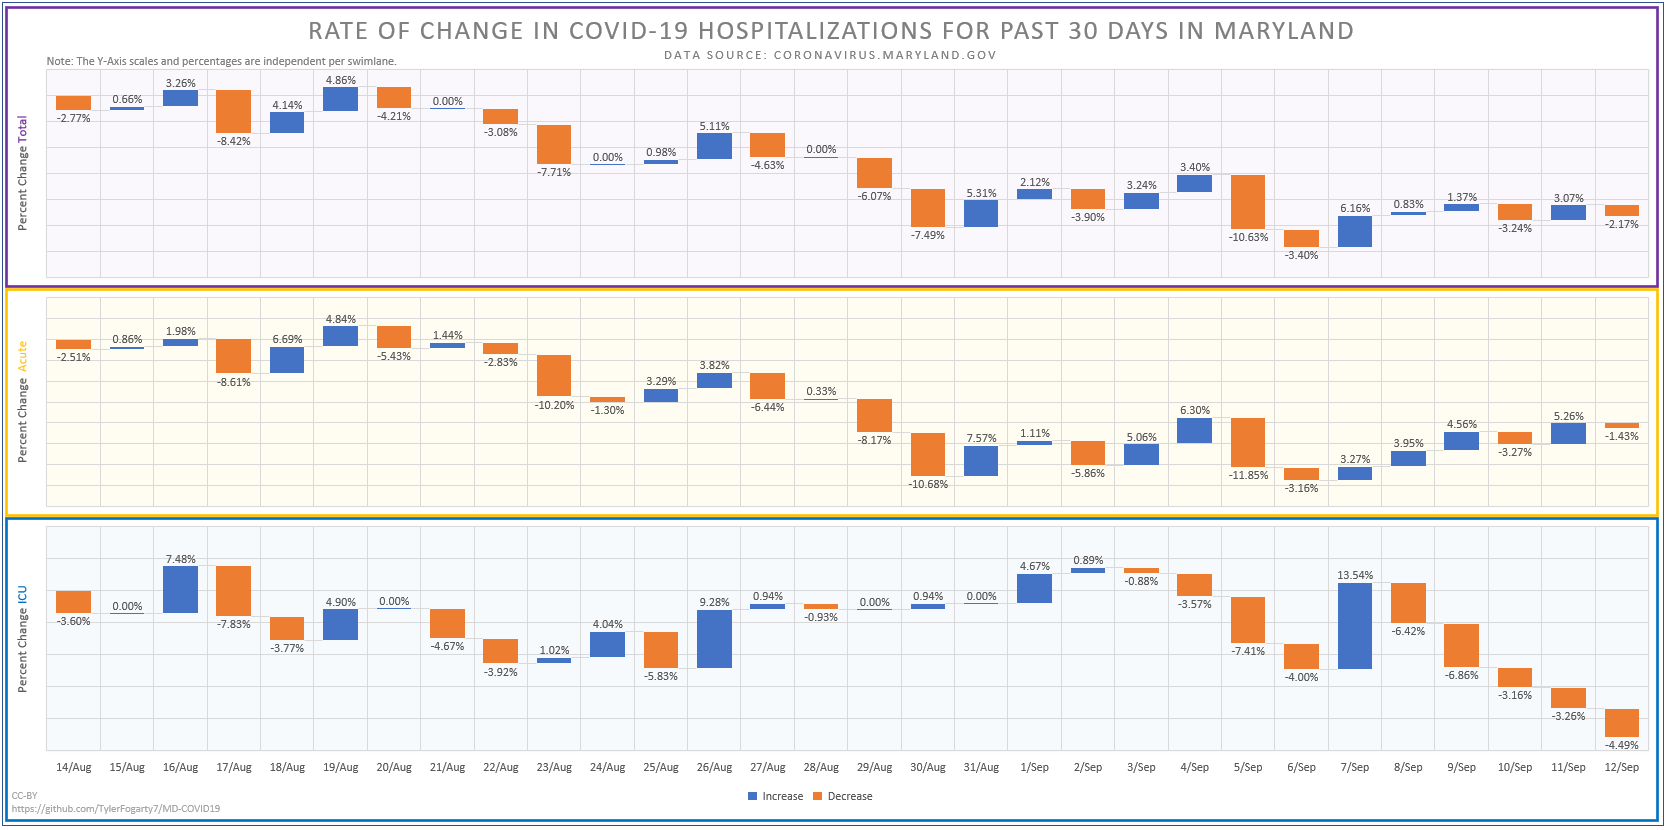 RATE OF CHANGE IN COVID-19 HOSPITALIZATIONS FOR PAST 30 DAYS IN MARYLAND
DATA SOURCE: CORONAVIRUS.MARYLAND.GOV
Note: The Y-Axis scales and percentages are independent per swimlane.
Percent Change Total
-2.77% 0.66% 3.26% -8.42% 4.14% 4.86% -4.21% 0.00% -3.08% -7.71% 0.00% 0.98% 5.11% -4.63% 0.00% -6.07% -7.49% 5.31% 2.12% -3.90% 3.24% 3.40% -10.63% -3.40% 6.16% 0.83% 1.37% -3.24% 3.07% -2.17%
Percent Change Acute
-2.51% 0.86% 1.98% -8.61% 6.69% 4.84% -5.43% 1.44% -2.83% -10.20% -1.30% 3.29% 3.82% -6.44% 0.33% -8.17% -10.68% 7.57% 1.11% -5.86% 5.06% 6.30% -11.85% -3.16% 3.27% 3.95% 4.56% -3.27% 5.26% -1.43%
Percent Change ICU
-3.60% 0.00% 7.48% -7.83% -3.77% 4.90% 0.00% -4.67% -3.92% 1.02% 4.04% -5.83% 9.28% 0.94% -0.93% 0.00% 0.94% 0.00% 4.67% 0.89% -0.88% -3.57% -7.41% -4.00% 13.54% -6.42% -6.86% -3.16% -3.26% -4.49%
14/Aug 15/Aug 16/Aug 17/Aug 18/Aug 19/Aug 20/Aug 21/Aug 22/Aug 23/Aug 24/Aug 25/Aug 26/Aug 27/Aug 28/Aug 29/Aug 30/Aug 31/Aug 1/Sep 2/Sep 3/Sep 4/Sep 5/Sep 6/Sep 7/Sep 8/Sep 9/Sep 10/Sep 11/Sep 12/Sep
Increase Decrease
CC-BY
https://github.com/TylerFogarty7/MD-COVID19